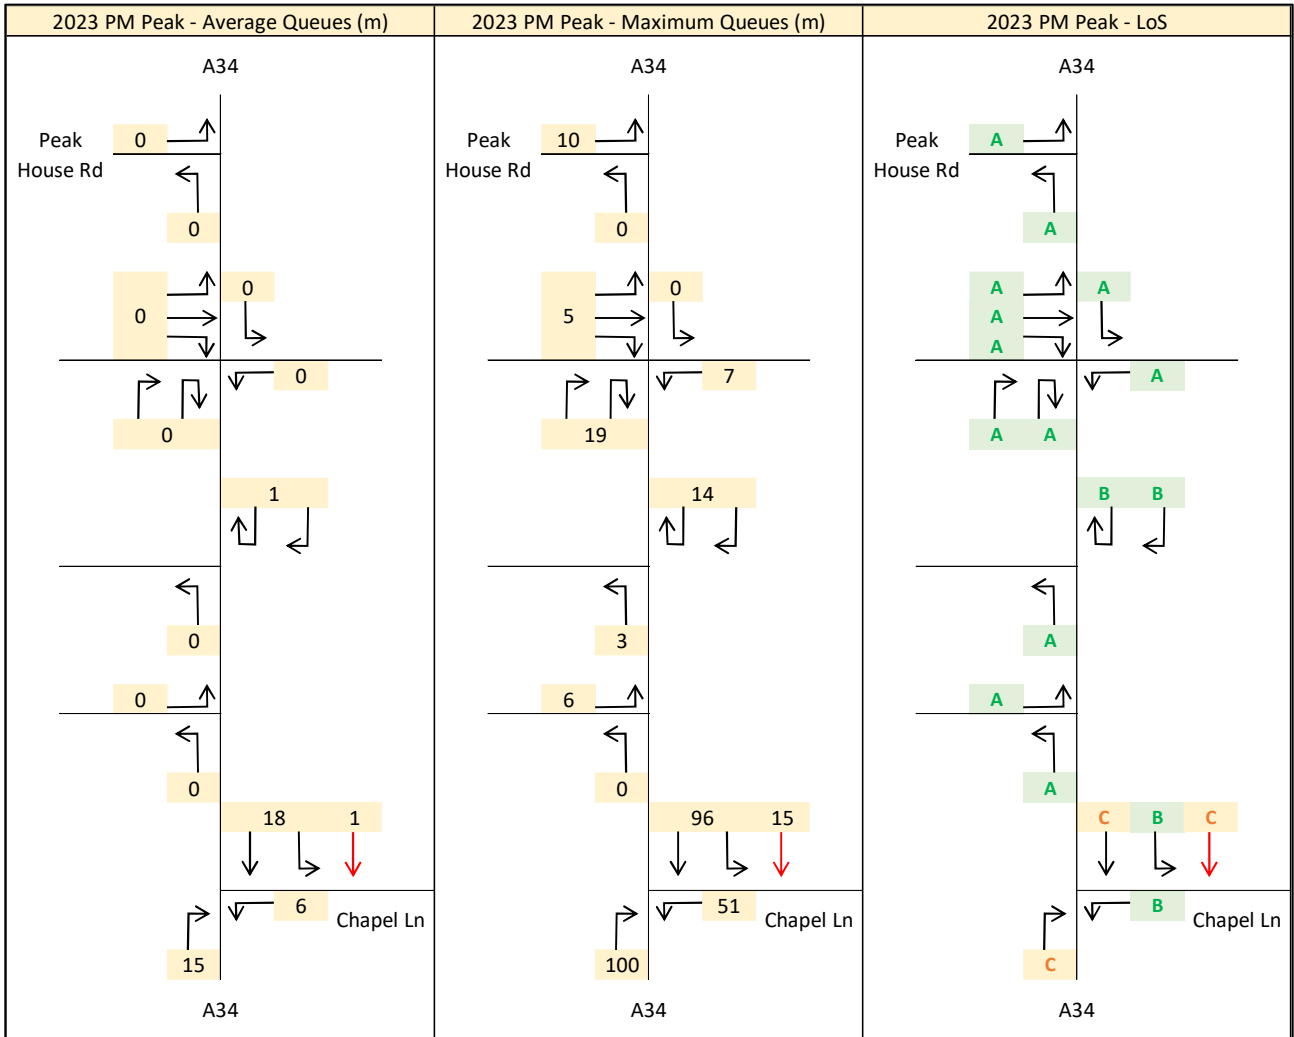 2023 PM Peak - Average Queues (m)
A34
Peak
House Rd
0
0
0
0
0
0
1
0
0
0
18 1
6
Chapel Ln
15
A34
2023 PM Peak - Maximum Queues (m)
A34
Peak
House Rd
10
0
0
5
7
19
14
3
6
0
96 15
51
Chapel Ln
100
A34
2023 PM Peak - LoS
A34
Peak
House Rd
A
A
A A
A
A
A
A A
B B
A
A
A
C B C
B
Chapel Ln
C
A34